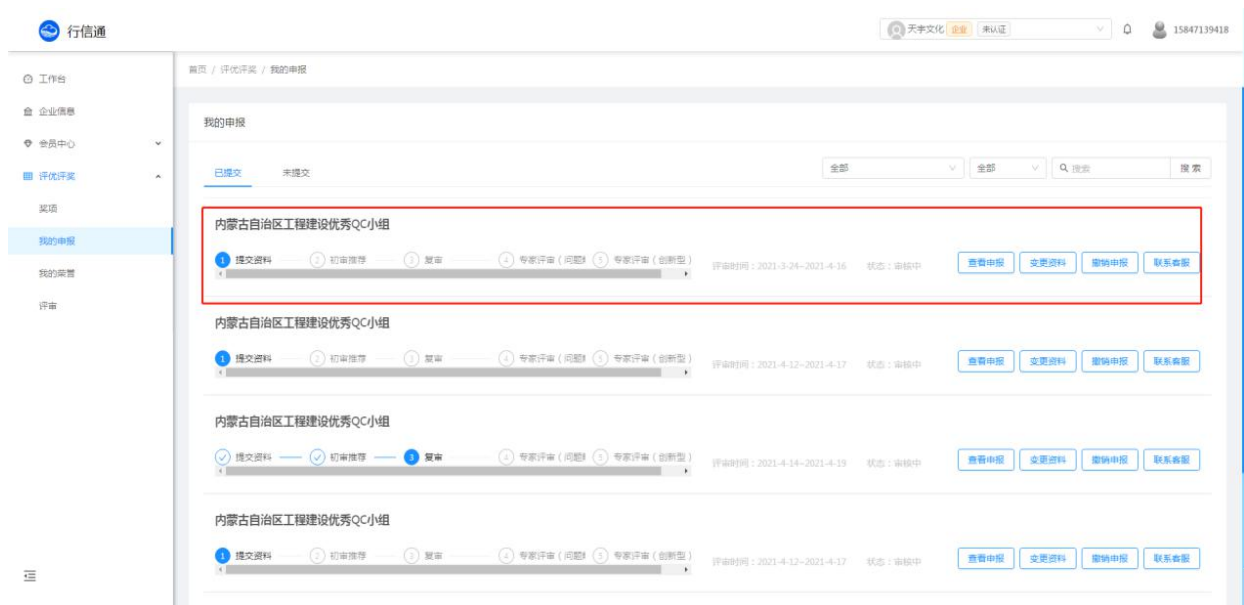 行信通
天宇文化 企业 未认证
15847139418
工作台
企业信息
会员中心
评优评奖
奖项
我的申报
我的荣誉
评审
首页 / 评优评奖 / 我的申报
我的申报
已提交 未提交 全部 全部 搜索 搜索
内蒙古自治区工程建设优秀QC小组
1 提交资料 2 初审推荐 3 复审 4 专家评审(问题 5 专家评审(创新型) 评审时间:2021-3-24~2021-4-16 状态:审核中 查看申报 变更资料 撤销申报 联系客服
内蒙古自治区工程建设优秀QC小组
1 提交资料 2 初审推荐 3 复审 4 专家评审(问题 5 专家评审(创新型) 评审时间:2021-4-12~2021-4-17 状态:审核中 查看申报 变更资料 撤销申报 联系客服
内蒙古自治区工程建设优秀QC小组
提交资料 初审推荐 3 复审 4 专家评审(问题 5 专家评审(创新型) 评审时间:2021-4-14~2021-4-19 状态:审核中 查看申报 变更资料 撤销申报 联系客服
内蒙古自治区工程建设优秀QC小组
1 提交资料 2 初审推荐 3 复审 4 专家评审(问题 5 专家评审(创新型) 评审时间:2021-4-12~2021-4-17 状态:审核中 查看申报 变更资料 撤销申报 联系客服